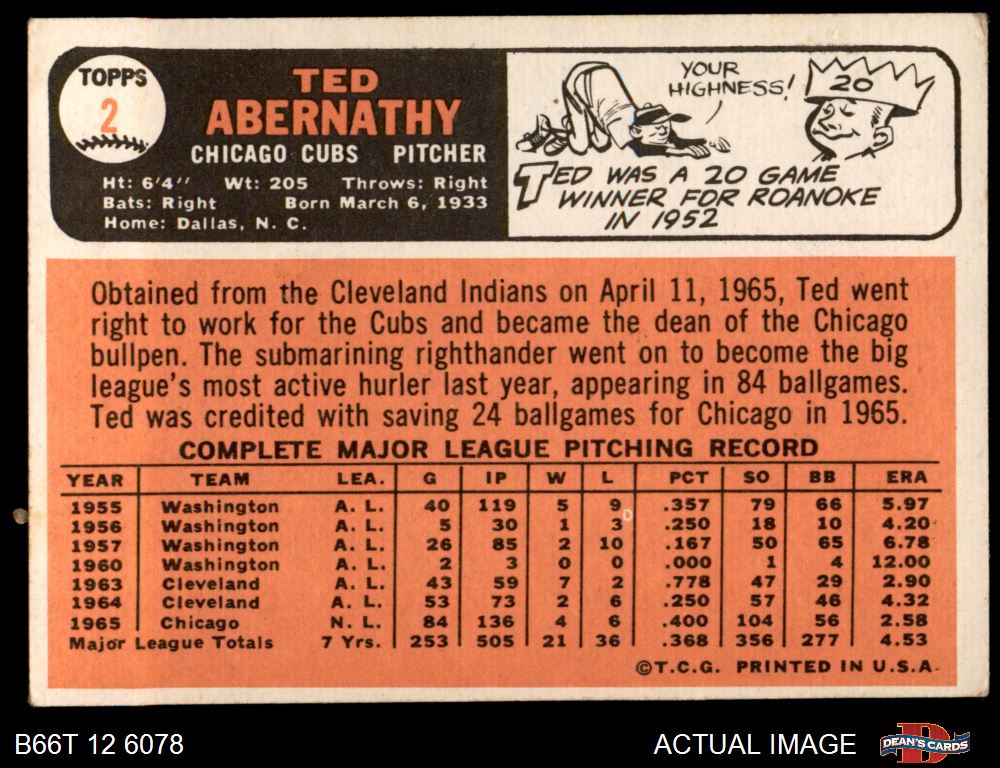 TOPPS
2
TED
ABERNATHY
CHICAGO CUBS PITCHER
Ht: 6'4" Wt: 205 Throws: Right
Bats: Right Born March 6, 1933
Home: Dallas, N. C.
YOUR
HIGHNESS!
20
TED WAS A 20 GAME
WINNER FOR ROANOKE
IN 1952
Obtained from the Cleveland Indians on April 11, 1965, Ted went
right to work for the Cubs and became the dean of the Chicago
bullpen. The submarining righthander went on to become the big
league's most active hurler last year, appearing in 84 ballgames.
Ted was credited with saving 24 ballgames for Chicago in 1965.
COMPLETE MAJOR LEAGUE PITCHING RECORD
YEAR TEAM LEA. G IP W L PCT SO BB ERA
1955 Washington A. L. 40 119 5 9 .357 79 66 5.97
1956 Washington A. L. 5 30 1 3 .250 18 10 4.20
1957 Washington A. L. 26 85 2 10 .167 50 65 6.78
1960 Washington A. L. 2 3 0 0 .000 1 4 12.00
1963 Cleveland A. L. 43 59 7 2 .778 47 29 2.90
1964 Cleveland A. L. 53 73 2 6 .250 57 46 4.32
1965 Chicago N. L. 84 136 4 6 .400 104 56 2.58
Major League Totals 7 Yrs. 253 505 21 36 .368 356 277 4.53
©T.C.G. PRINTED IN U.S.A.
B66T 12 6078
ACTUAL IMAGE
DEAN'S CARDS